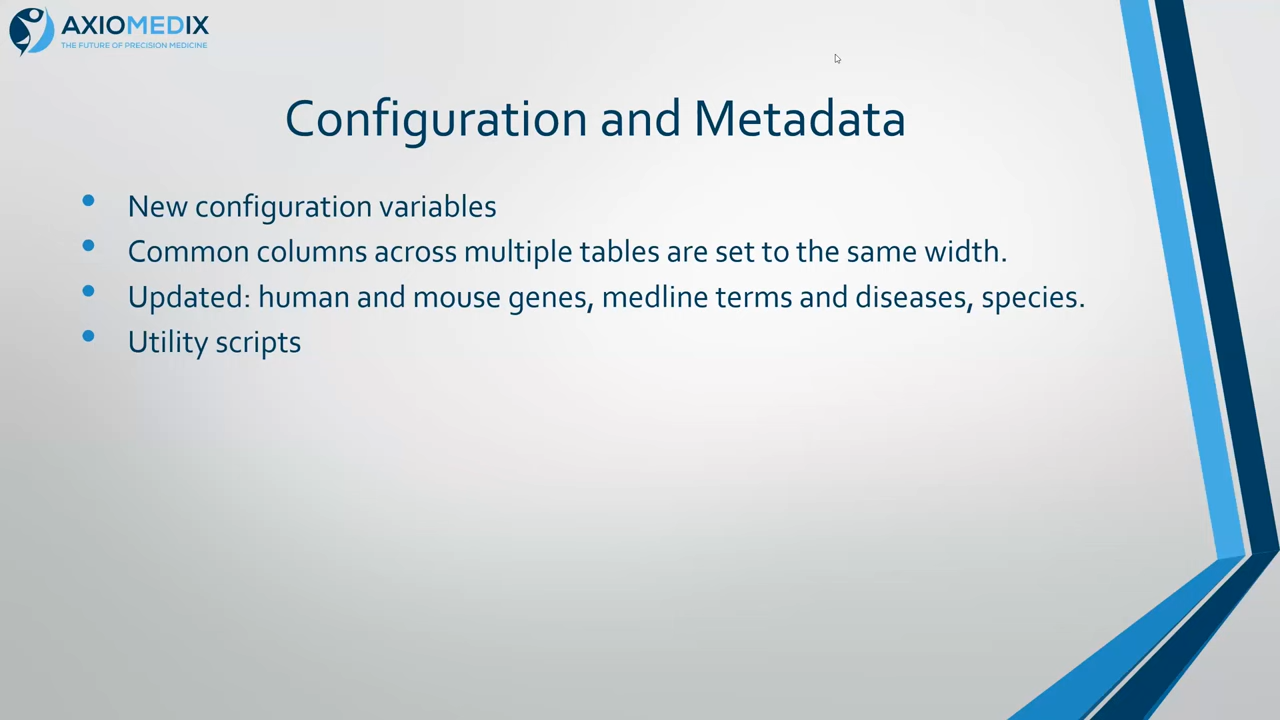 AXIOMEDIX
THE FUTURE OF PRECISION MEDICINE
Configuration and Metadata
• New configuration variables
• Common columns across multiple tables are set to the same width.
• Updated: human and mouse genes, medline terms and diseases, species.
• Utility scripts